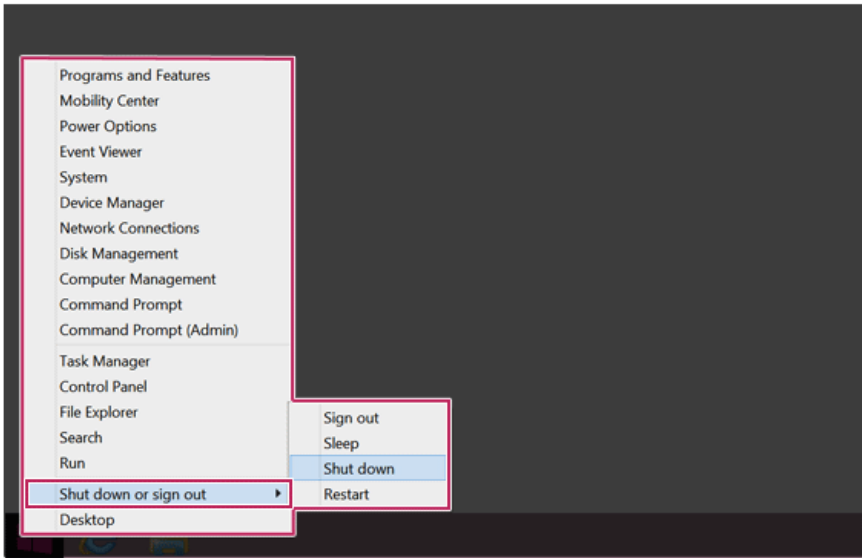 Programs and Features
Mobility Center
Power Options
Event Viewer
System
Device Manager
Network Connections
Disk Management
Computer Management
Command Prompt
Command Prompt (Admin)
Task Manager
Control Panel
File Explorer
Search
Run
Shut down or sign out
Desktop
Sign out
Sleep
Shut down
Restart